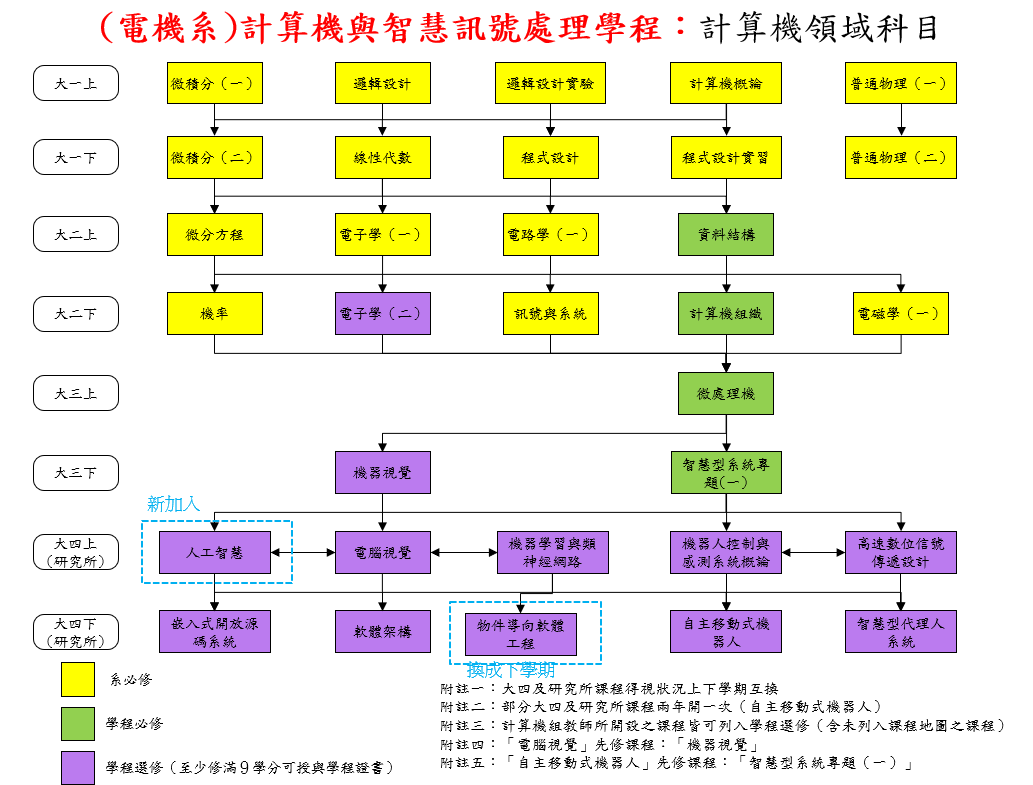 (電機系)計算機與智慧訊號處理學程：計算機領域科目
大一上
微積分（一）
邏輯設計
邏輯設計實驗
計算機概論
普通物理（一）
大一下
微積分（二）
線性代數
程式設計
程式設計實習
普通物理（二）
大二上
微分方程
電子學（一）
電路學（一）
資料結構
大二下
機率
電子學（二）
訊號與系統
計算機組織
電磁學（一）
大三上
微處理機
大三下
機器視覺
智慧型系統專
題(一)
新加入
大四上
(研究所)
人工智慧
電腦視覺
機器學習與類
神經網路
機器人控制與
感測系統概論
高速數位信號
傳遞設計
大四下
(研究所)
嵌入式開放源
碼系統
軟體架構
物件導向軟體
工程
自主移動式機
器人
智慧型代理人
系統
換成下學期
系必修
學程必修
學程選修（至少修滿９學分可授與學程證書）
附註一：大四及研究所課程得視狀況上下學期互換
附註二：部分大四及研究所課程兩年開一次（自主移動式機器人）
附註三：計算機組教師所開設之課程皆可列入學程選修（含未列入課程地圖之課程）
附註四：「電腦視覺」先修課程：「機器視覺」
附註五：「自主移動式機器人」先修課程：「智慧型系統專題（一）」